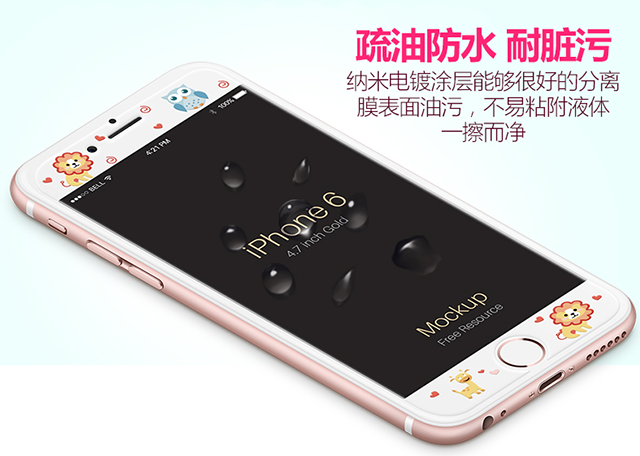 疏油防水 耐脏污
纳米电镀涂层能够很好的分离
膜表面油污，不易粘附液体
一擦而净
BELL
4:21 PM
100%
iPhone 6
4.7 inch Gold
Mockup
Free Resource